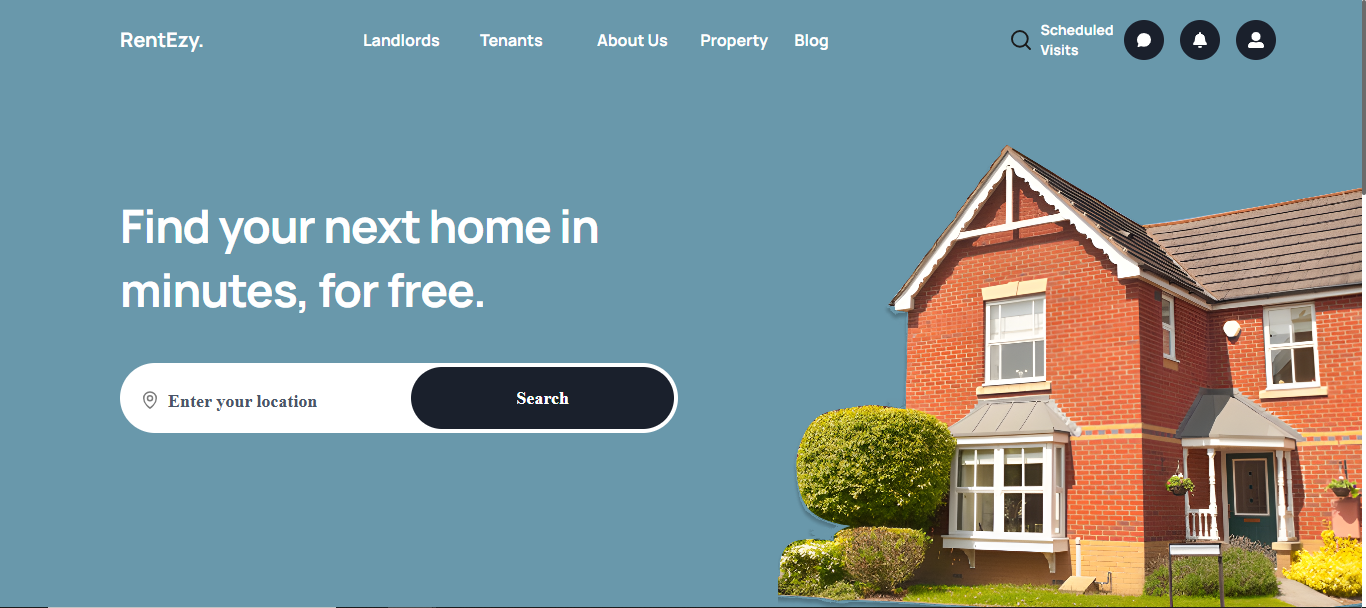 RentEzy.
Landlords
Tenants
About Us
Property
Blog
Scheduled
Visits
Find your next home in
minutes, for free.
Enter your location
Search